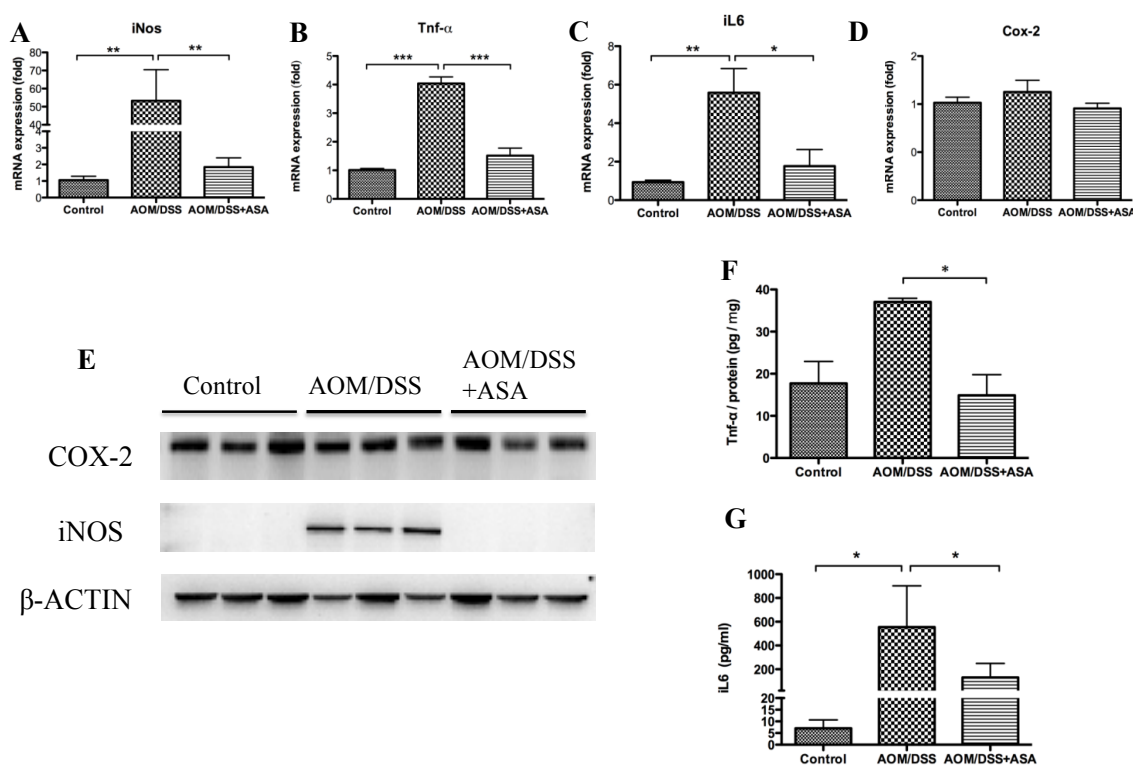 A
iNos
mRNA expression (fold)
80
70
60
50
40
4
3
2
1
0
**
**
Control AOM/DSS AOM/DSS+ASA
B
Tnf-α
mRNA expression (fold)
5
4
3
2
1
0
***
***
Control AOM/DSS AOM/DSS+ASA
C
iL6
mRNA expression (fold)
8
6
4
2
0
**
*
Control AOM/DSS AOM/DSS+ASA
D
Cox-2
mRNA expression (fold)
2
1
0
1
2
Control AOM/DSS AOM/DSS+ASA
E
Control AOM/DSS AOM/DSS
+ASA
COX-2
iNOS
β-ACTIN
F
Tnf-α / protein (pg / mg)
40
30
20
10
0
*
Control AOM/DSS AOM/DSS+ASA
G
iL6 (pg/ml)
1000
800
600
400
200
20
15
10
5
0
*
*
Control AOM/DSS AOM/DSS+ASA